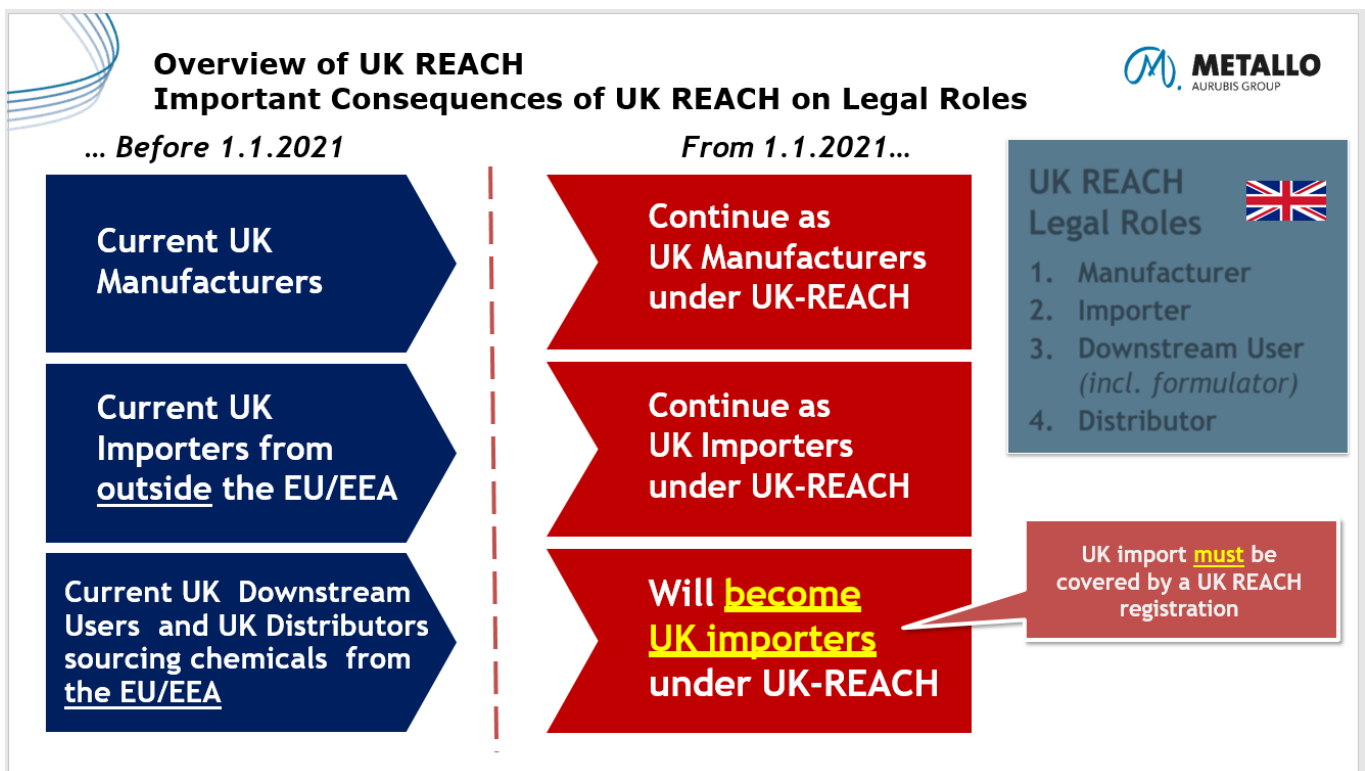 Overview of UK REACH
Important Consequences of UK REACH on Legal Roles
METALLO
AURUBIS GROUP
... Before 1.1.2021
From 1.1.2021...
Current UK
Manufacturers
Continue as
UK Manufacturers
under UK-REACH
Current UK
Importers from
outside the EU/EEA
Continue as
UK Importers
under UK-REACH
Current UK Downstream
Users and UK Distributors
sourcing chemicals from
the EU/EEA
Will become
UK importers
under UK-REACH
UK REACH
Legal Roles
1. Manufacturer
2. Importer
3. Downstream User
(incl. formulator)
4. Distributor
UK import must be
covered by a UK REACH
registration